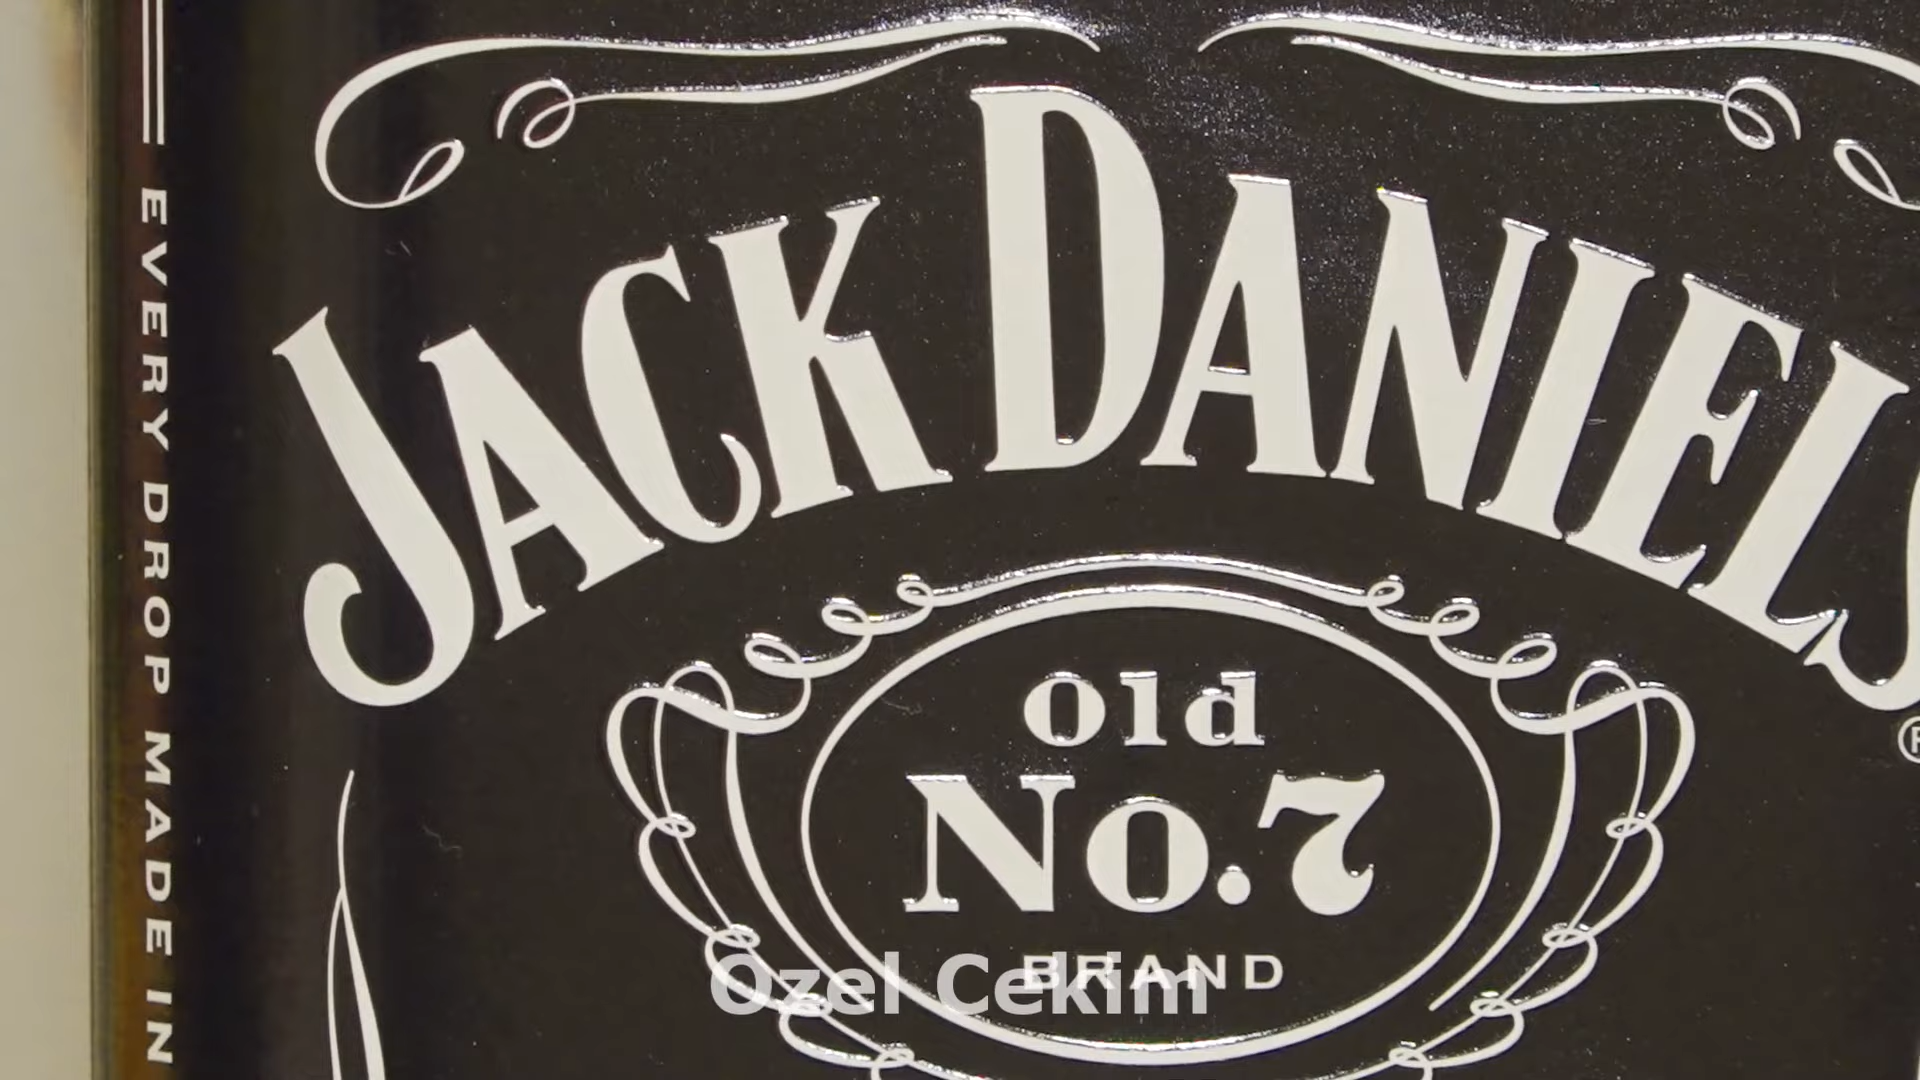 EVERY DROP MADE IN
JACK DANIELS
®
old
No.7
BRAND
Ozel Cekim